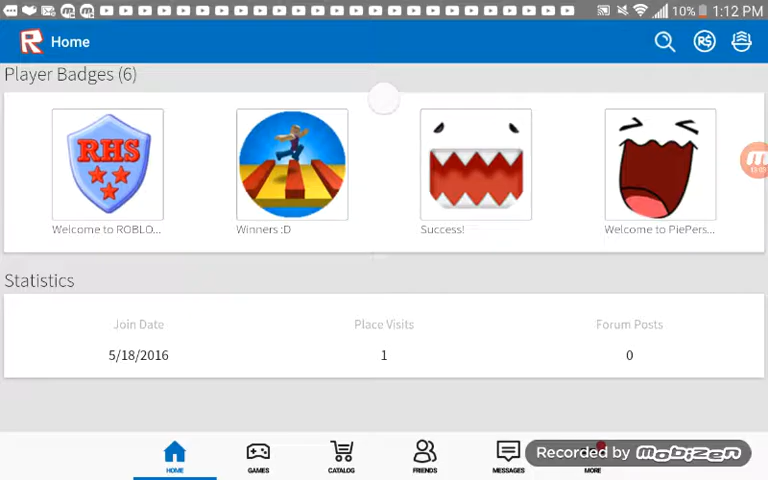 10% 1:12 PM
R Home R$
Player Badges (6)
RHS
Welcome to ROBLO...
Winners :D
Success!
Welcome to PiePers...
Statistics
Join Date
Place Visits
Forum Posts
5/18/2016
1
0
HOME
GAMES
CATALOG
FRIENDS
MESSAGES
MORE
Recorded by mobizen